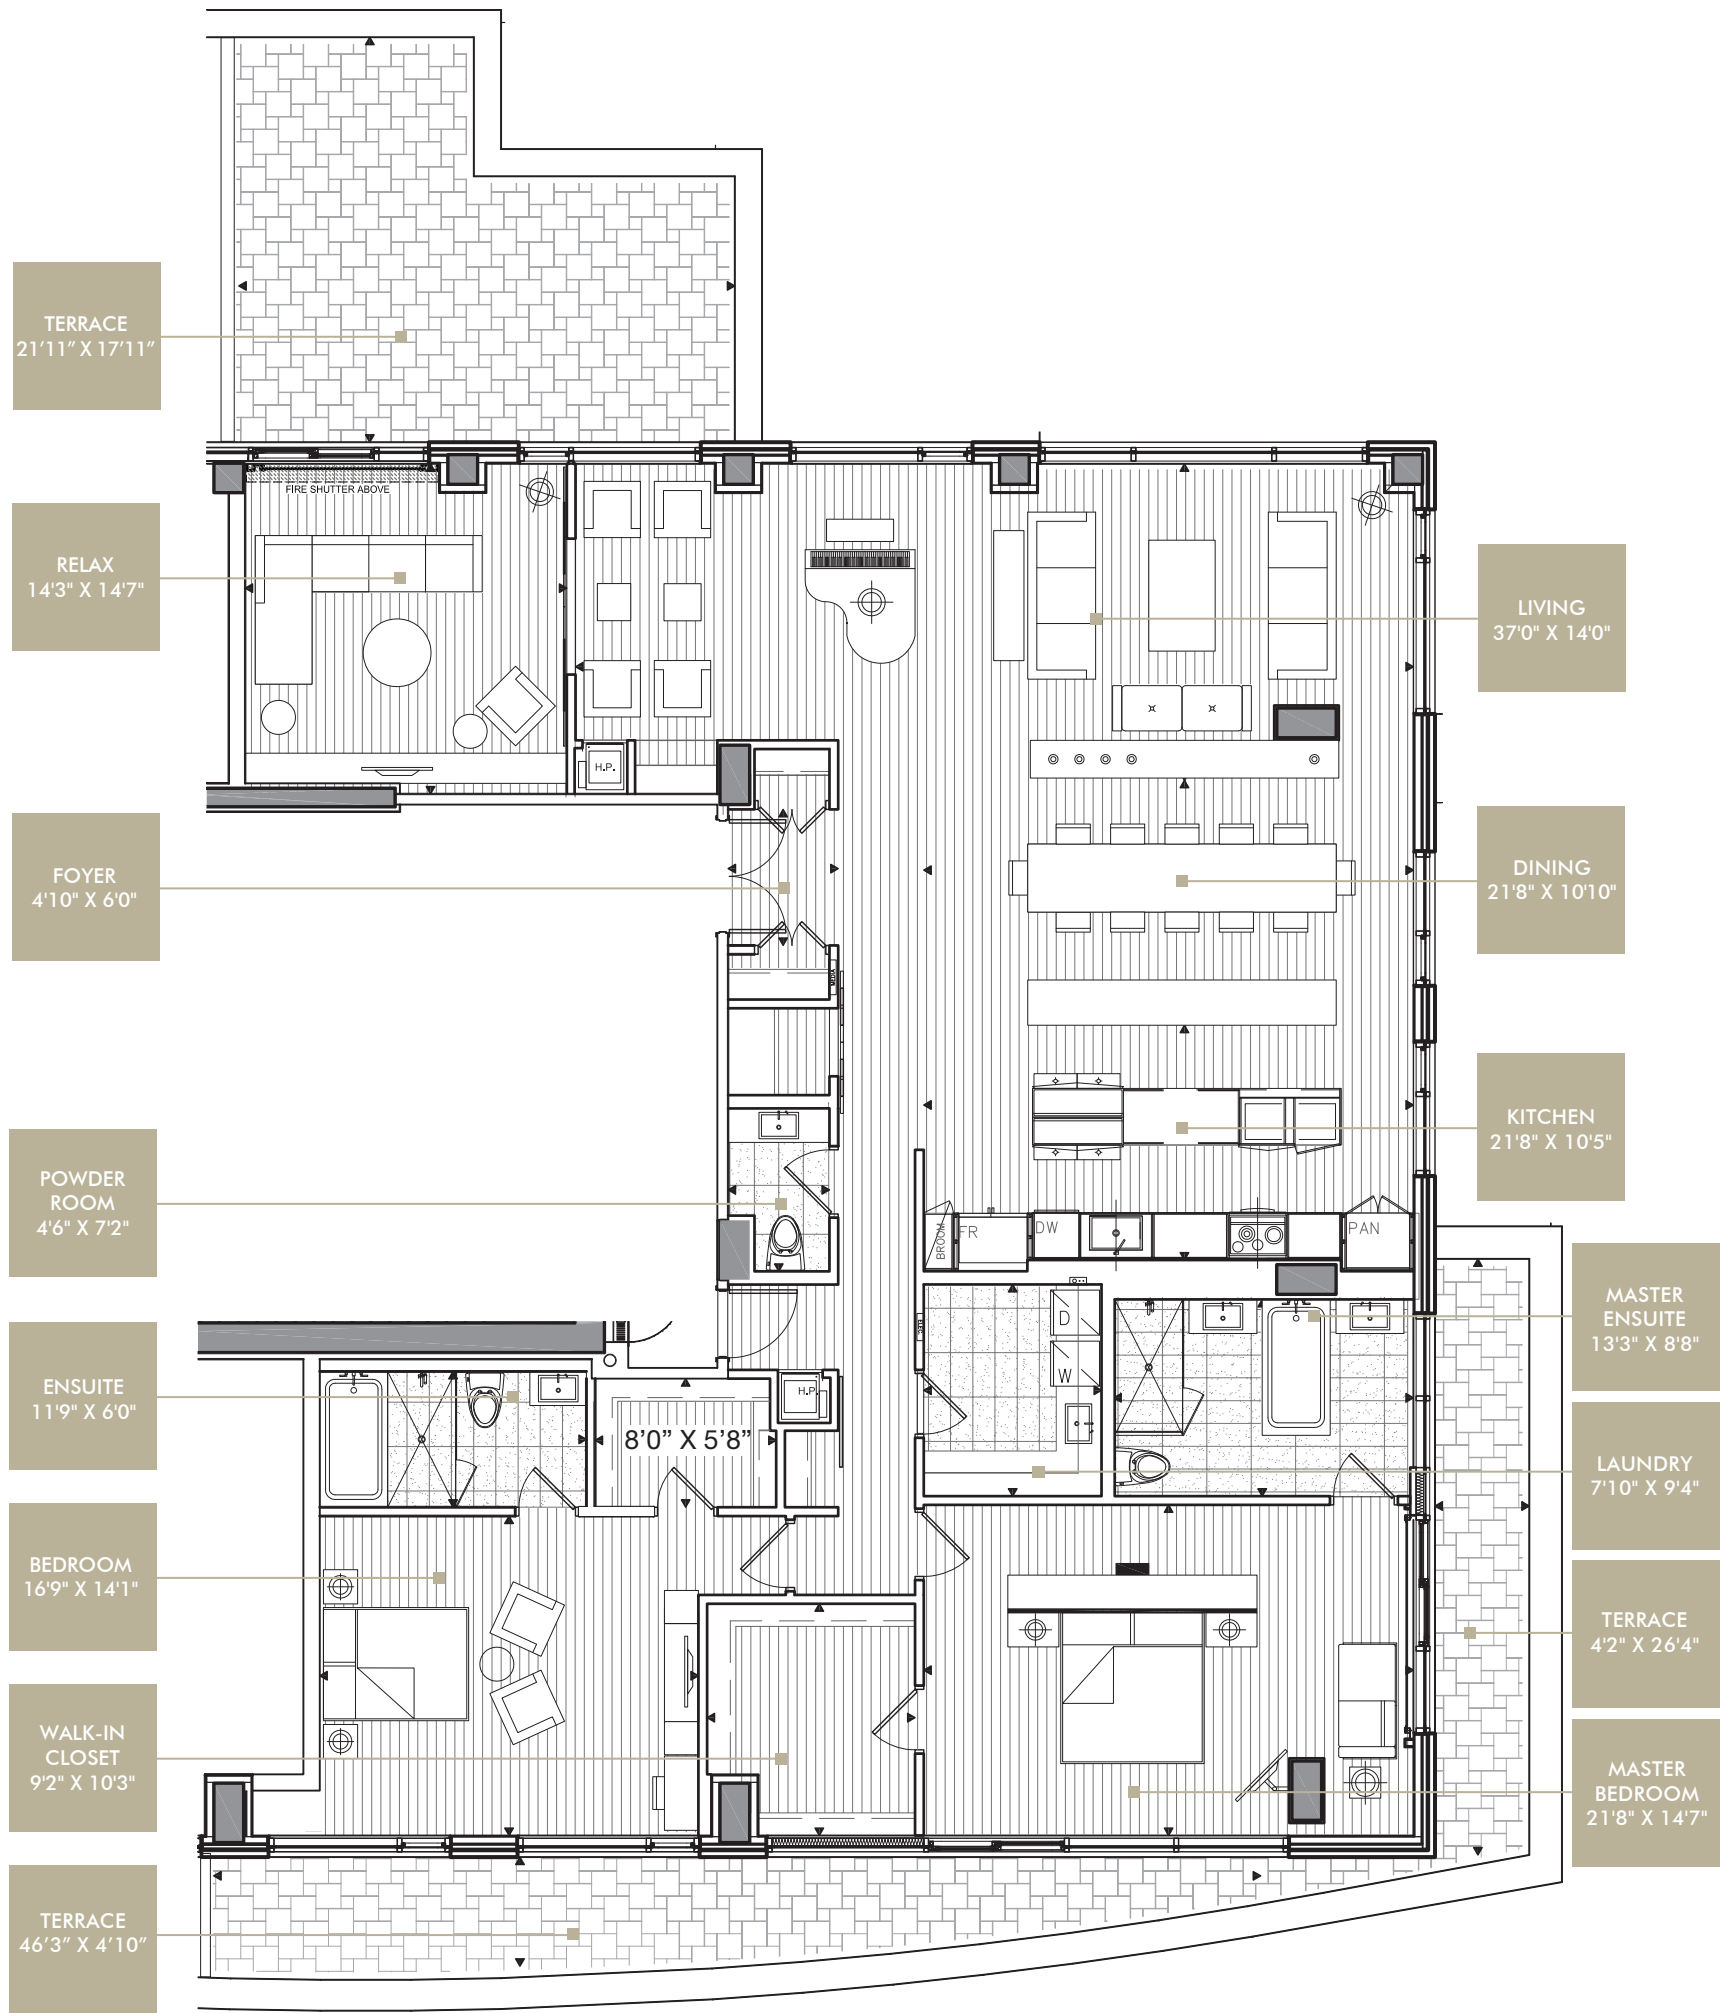 TERRACE
21’11” X 17’11”
FIRE SHUTTER ABOVE
RELAX
14'3" X 14'7"
LIVING
37'0" X 14'0"
H.P.
FOYER
4'10" X 6'0"
DINING
21'8" X 10'10"
MEDIA
KITCHEN
21'8" X 10'5"
POWDER
ROOM
4'6" X 7'2"
BROOM
FR
DW
PAN
MASTER
ENSUITE
13'3" X 8'8"
ELEC.
D
W
ENSUITE
11'9" X 6'0"
H.P.
8’0” X 5’8”
LAUNDRY
7'10" X 9'4"
BEDROOM
16'9" X 14'1"
TERRACE
4'2" X 26'4"
WALK-IN
CLOSET
9'2" X 10'3"
MASTER
BEDROOM
21'8" X 14'7"
TERRACE
46’3” X 4’10”